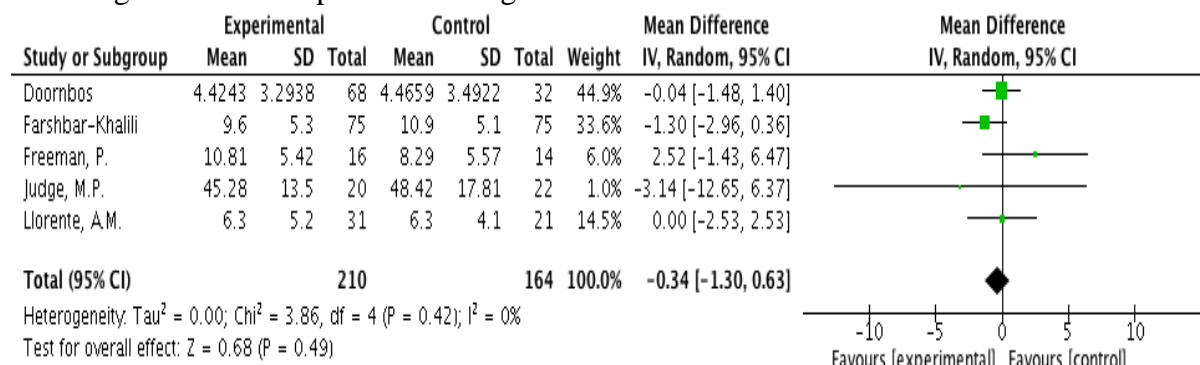 Experimental Control Mean Difference Mean Difference
Study or Subgroup Mean SD Total Mean SD Total Weight IV, Random, 95% CI IV, Random, 95% CI
Doornbos 4.4243 3.2938 68 4.4659 3.4922 32 44.9% -0.04 [-1.48, 1.40]
Farshbar-Khalili 9.6 5.3 75 10.9 5.1 75 33.6% -1.30 [-2.96, 0.36]
Freeman, P. 10.81 5.42 16 8.29 5.57 14 6.0% 2.52 [-1.43, 6.47]
Judge, M.P. 45.28 13.5 20 48.42 17.81 22 1.0% -3.14 [-12.65, 6.37]
Llorente, A.M. 6.3 5.2 31 6.3 4.1 21 14.5% 0.00 [-2.53, 2.53]
Total (95% CI) 210 164 100.0% -0.34 [-1.30, 0.63]
Heterogeneity: Tau² = 0.00; Chi² = 3.86, df = 4 (P = 0.42); I² = 0%
Test for overall effect: Z = 0.68 (P = 0.49)
-10 -5 0 5 10
Favours [experimental] Favours [control]